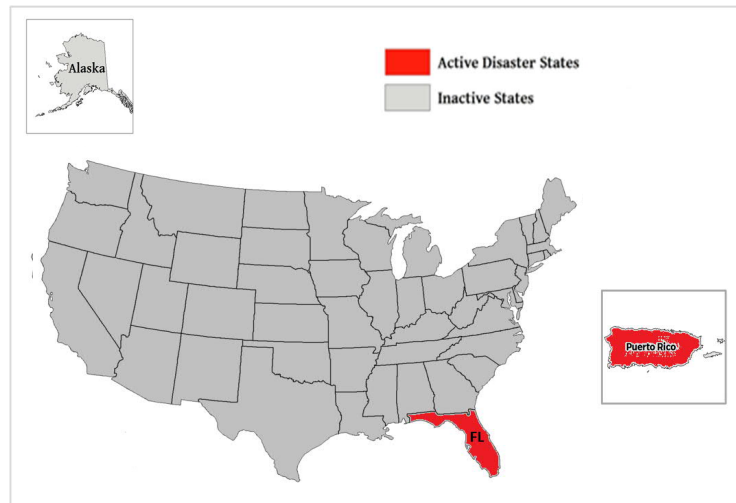 Alaska
Active Disaster States
Inactive States
Puerto Rico
FL